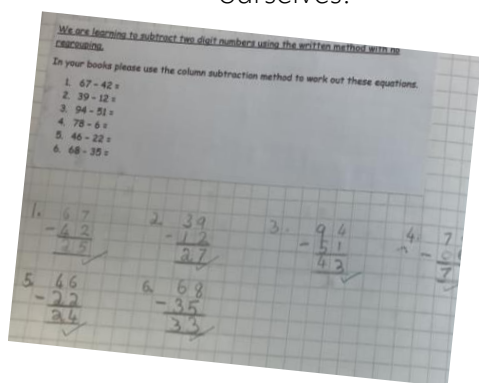 ourselves.
We are learning to subtract two digit numbers using the written method with no
regrouping.
In your books please use the column subtraction method to work out these equations.
1. 67 - 42 =
2. 39 - 12 =
3. 94 - 51 =
4. 78 - 6 =
5. 46 - 22 =
6. 68 - 35 =
1. 67 2. 39 3. 94 4. 7
- 42 - 12 - 51 -
25 27 43 7
5. 46 6. 68
- 22 - 35
24 33